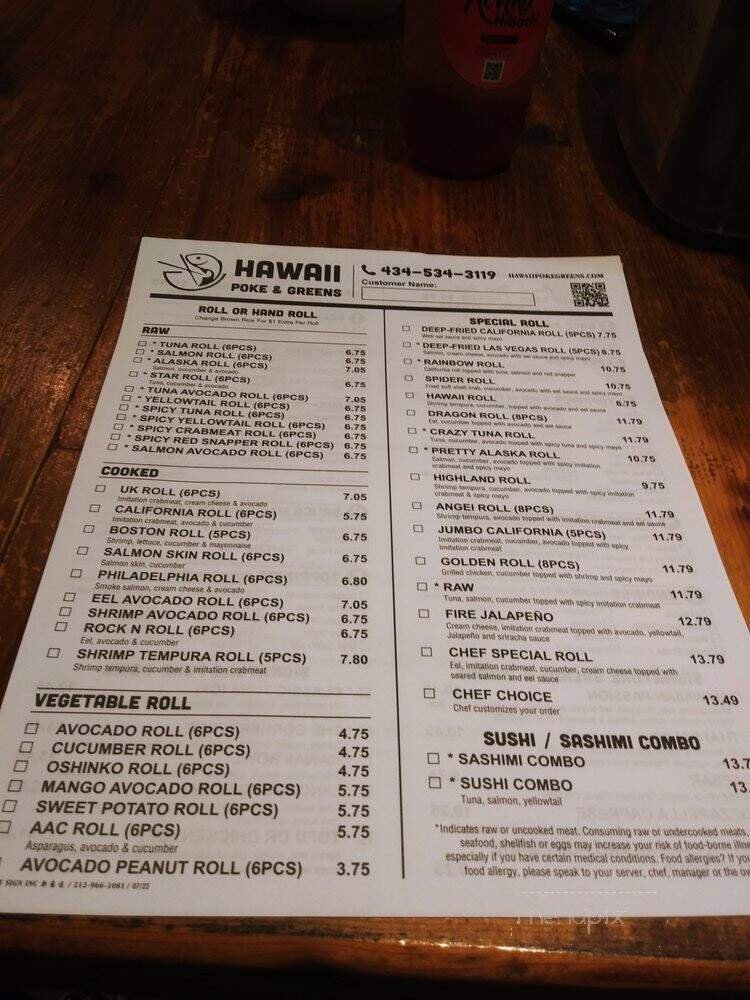 Hibachi
HAWAII
POKE & GREENS
434-534-3119
HAWAIIPOKEGREENS.COM
Customer Name:
ROLL OR HAND ROLL
Change Brown Rice For $1 Extra Per Roll
RAW
* TUNA ROLL (6PCS) 6.75
* SALMON ROLL (6PCS) 6.75
* ALASKA ROLL (6PCS) 7.05
Salmon, cucumber & avocado
* STAR ROLL (6PCS) 6.75
Tuna, cucumber & avocado
* TUNA AVOCADO ROLL (6PCS) 7.05
* YELLOWTAIL ROLL (6PCS) 6.75
* SPICY TUNA ROLL (6PCS) 6.75
* SPICY YELLOWTAIL ROLL (6PCS) 6.75
* SPICY CRABMEAT ROLL (6PCS) 6.75
* SPICY RED SNAPPER ROLL (6PCS) 6.75
* SALMON AVOCADO ROLL (6PCS) 6.75
COOKED
UK ROLL (6PCS) 7.05
Imitation crabmeat, cream cheese & avocado
CALIFORNIA ROLL (6PCS) 5.75
Imitation crabmeat, avocado & cucumber
BOSTON ROLL (5PCS) 6.75
Shrimp, lettuce, cucumber & mayonnaise
SALMON SKIN ROLL (6PCS) 6.75
Salmon skin, cucumber
PHILADELPHIA ROLL (6PCS) 6.80
Smoke salmon, cream cheese & avocado
EEL AVOCADO ROLL (6PCS) 7.05
SHRIMP AVOCADO ROLL (6PCS) 6.75
ROCK N ROLL (6PCS) 6.75
Eel, avocado & cucumber
SHRIMP TEMPURA ROLL (5PCS) 7.80
Shrimp tempura, cucumber & imitation crabmeat
VEGETABLE ROLL
AVOCADO ROLL (6PCS) 4.75
CUCUMBER ROLL (6PCS) 4.75
OSHINKO ROLL (6PCS) 4.75
MANGO AVOCADO ROLL (6PCS) 5.75
SWEET POTATO ROLL (6PCS) 5.75
AAC ROLL (6PCS) 5.75
Asparagus, avocado & cucumber
AVOCADO PEANUT ROLL (6PCS) 3.75
SIGN INC / 212-966-1081 / 07/22
SPECIAL ROLL
DEEP-FRIED CALIFORNIA ROLL (5PCS) 7.75
With eel sauce and spicy mayo
* DEEP-FRIED LAS VEGAS ROLL (5PCS) 8.75
Salmon, cream cheese, avocado with eel sauce and spicy mayo
* RAINBOW ROLL 10.75
California roll topped with tuna, salmon and red snapper
SPIDER ROLL 10.75
Fried soft shell crab, cucumber, avocado with eel sauce and spicy mayo
HAWAII ROLL 8.75
Shrimp tempura, cucumber, topped with avocado and eel sauce
DRAGON ROLL (8PCS) 11.79
Eel, cucumber topped with avocado and eel sauce
* CRAZY TUNA ROLL 11.79
Tuna, cucumber, avocado topped with spicy tuna and spicy mayo
* PRETTY ALASKA ROLL 10.75
Salmon, cucumber, avocado topped with spicy imitation
crabmeat and spicy mayo
HIGHLAND ROLL 9.75
Shrimp tempura, cucumber, avocado topped with spicy imitation
crabmeat & spicy mayo
ANGEI ROLL (8PCS) 11.79
Shrimp tempura, avocado topped with imitation crabmeat and eel sauce
JUMBO CALIFORNIA (5PCS) 11.79
Imitation crabmeat, cucumber, avocado topped with spicy
imitation crabmeat
GOLDEN ROLL (8PCS) 11.79
Grilled chicken, cucumber topped with shrimp and spicy mayo
* RAW 11.79
Tuna, salmon, cucumber topped with spicy imitation crabmeat
FIRE JALAPEÑO 12.79
Cream cheese, imitation crabmeat topped with avocado, yellowtail,
Jalapeño and sriracha sauce
CHEF SPECIAL ROLL 13.79
Eel, imitation crabmeat, cucumber, cream cheese topped with
seared salmon and eel sauce
CHEF CHOICE 13.49
Chef customizes your order
SUSHI / SASHIMI COMBO
* SASHIMI COMBO 13.7
* SUSHI COMBO 13.
Tuna, salmon, yellowtail
*Indicates raw or uncooked meat. Consuming raw or undercooked meats,
seafood, shellfish or eggs may increase your risk of food-borne illne
especially if you have certain medical conditions. Food allergies? If you
food allergy, please speak to your server, chef, manager or the ow
menupix